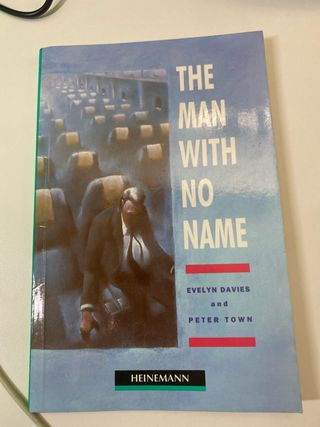 THE
MAN
WITH
NO
NAME
EVELYN DAVIES
and
PETER TOWN
HEINEMANN